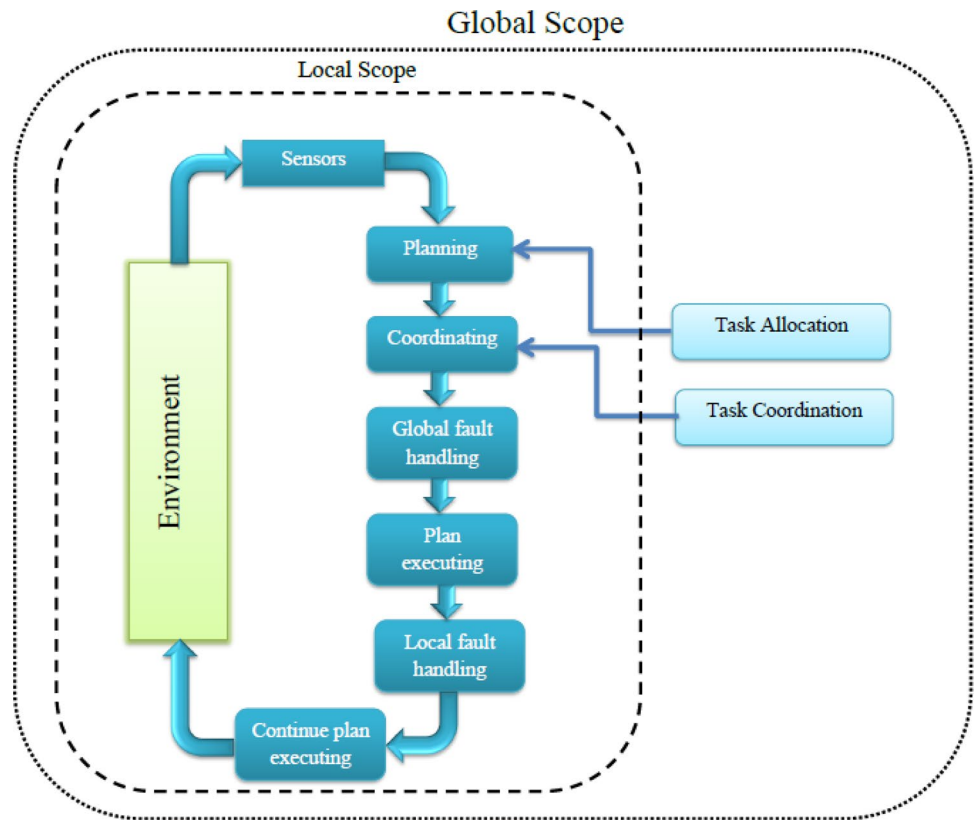 Global Scope
Local Scope
Sensors
Planning
Task Allocation
Coordinating
Task Coordination
Global fault
handling
Environment
Plan
executing
Local fault
handling
Continue plan
executing